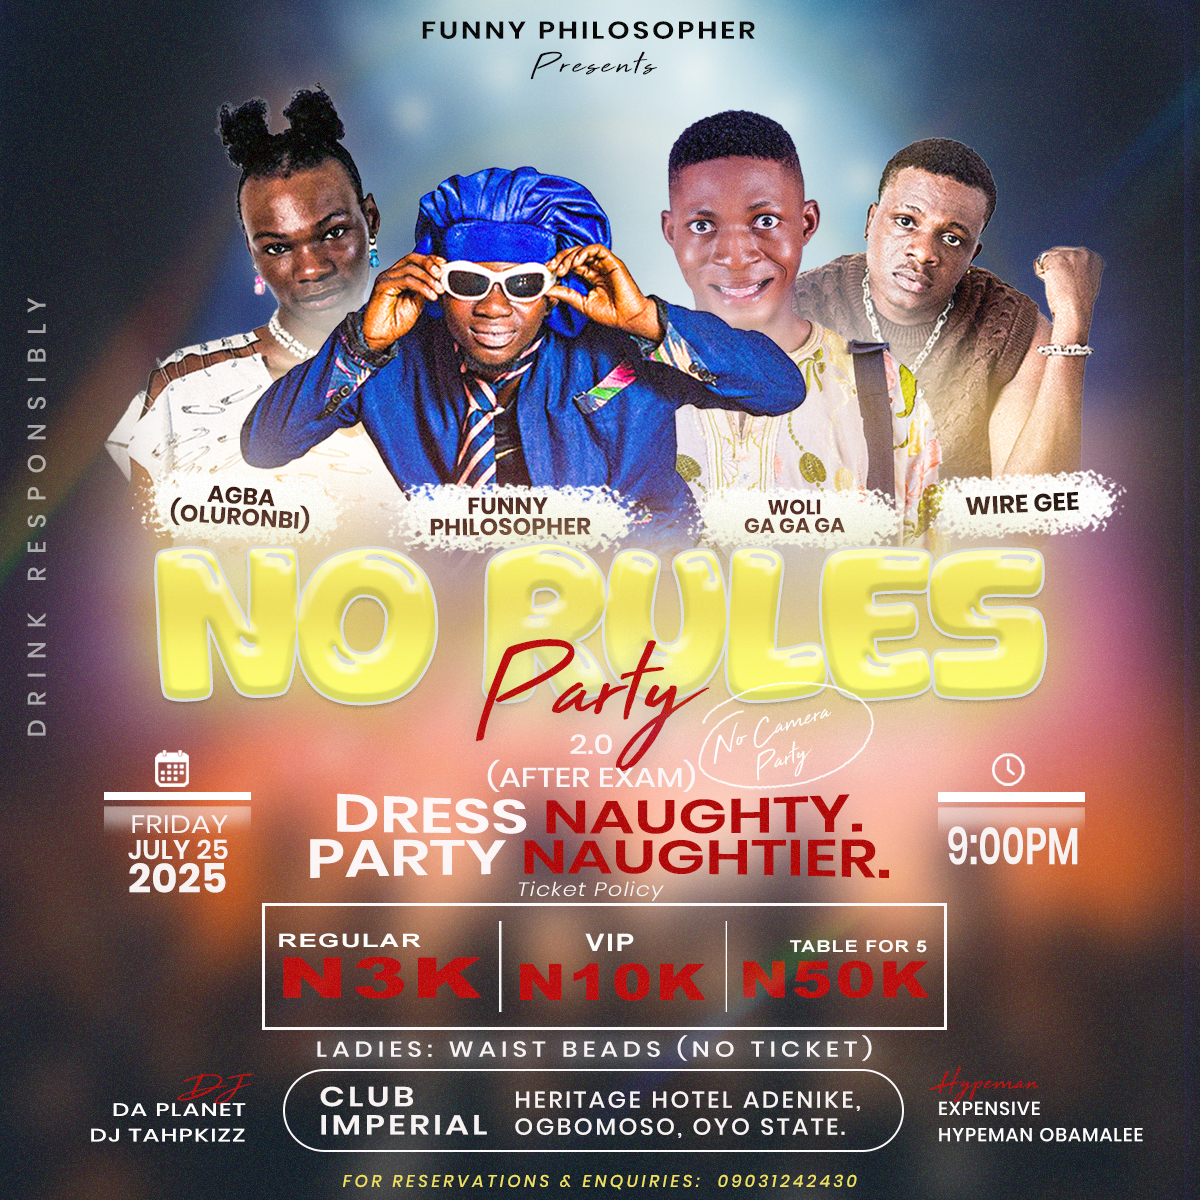 FUNNY PHILOSOPHER
Presents
DRINK RESPONSIBLY
AGBA
(OLURONBI)
FUNNY
PHILOSOPHER
WOLI
GA GA GA
WIRE GEE
NO RULES
Party
2.0
(AFTER EXAM)
No Camera
Party
DRESS NAUGHTY.
PARTY NAUGHTIER.
FRIDAY
JULY 25
2025
9:00PM
Ticket Policy
REGULAR
N3K
VIP
N10K
TABLE FOR 5
N50K
LADIES: WAIST BEADS (NO TICKET)
DJ
DA PLANET
DJ TAHPKIZZ
CLUB
IMPERIAL
HERITAGE HOTEL ADENIKE,
OGBOMOSO, OYO STATE.
Hypeman
EXPENSIVE
HYPEMAN OBAMALEE
FOR RESERVATIONS & ENQUIRIES: 09031242430